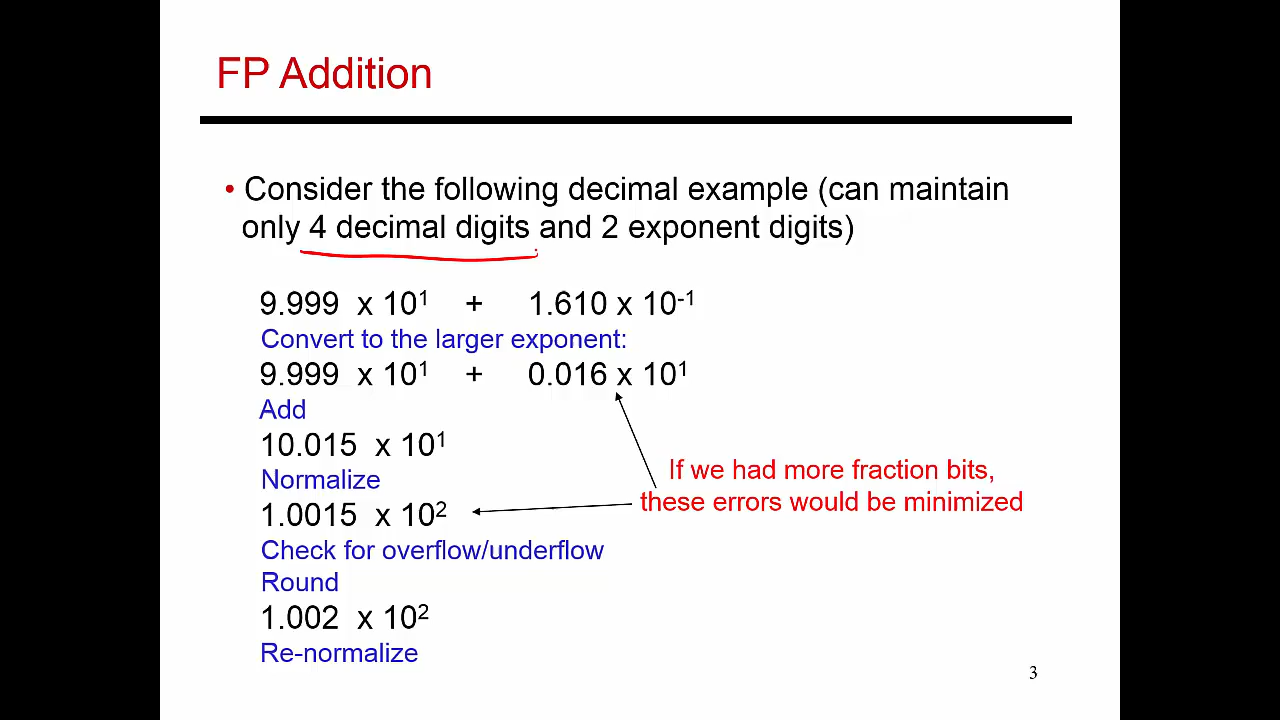 FP Addition
• Consider the following decimal example (can maintain
only 4 decimal digits and 2 exponent digits)
9.999 x 10¹ + 1.610 x 10⁻¹
Convert to the larger exponent:
9.999 x 10¹ + 0.016 x 10¹
Add
10.015 x 10¹
Normalize
1.0015 x 10²
If we had more fraction bits,
these errors would be minimized
Check for overflow/underflow
Round
1.002 x 10²
Re-normalize
3